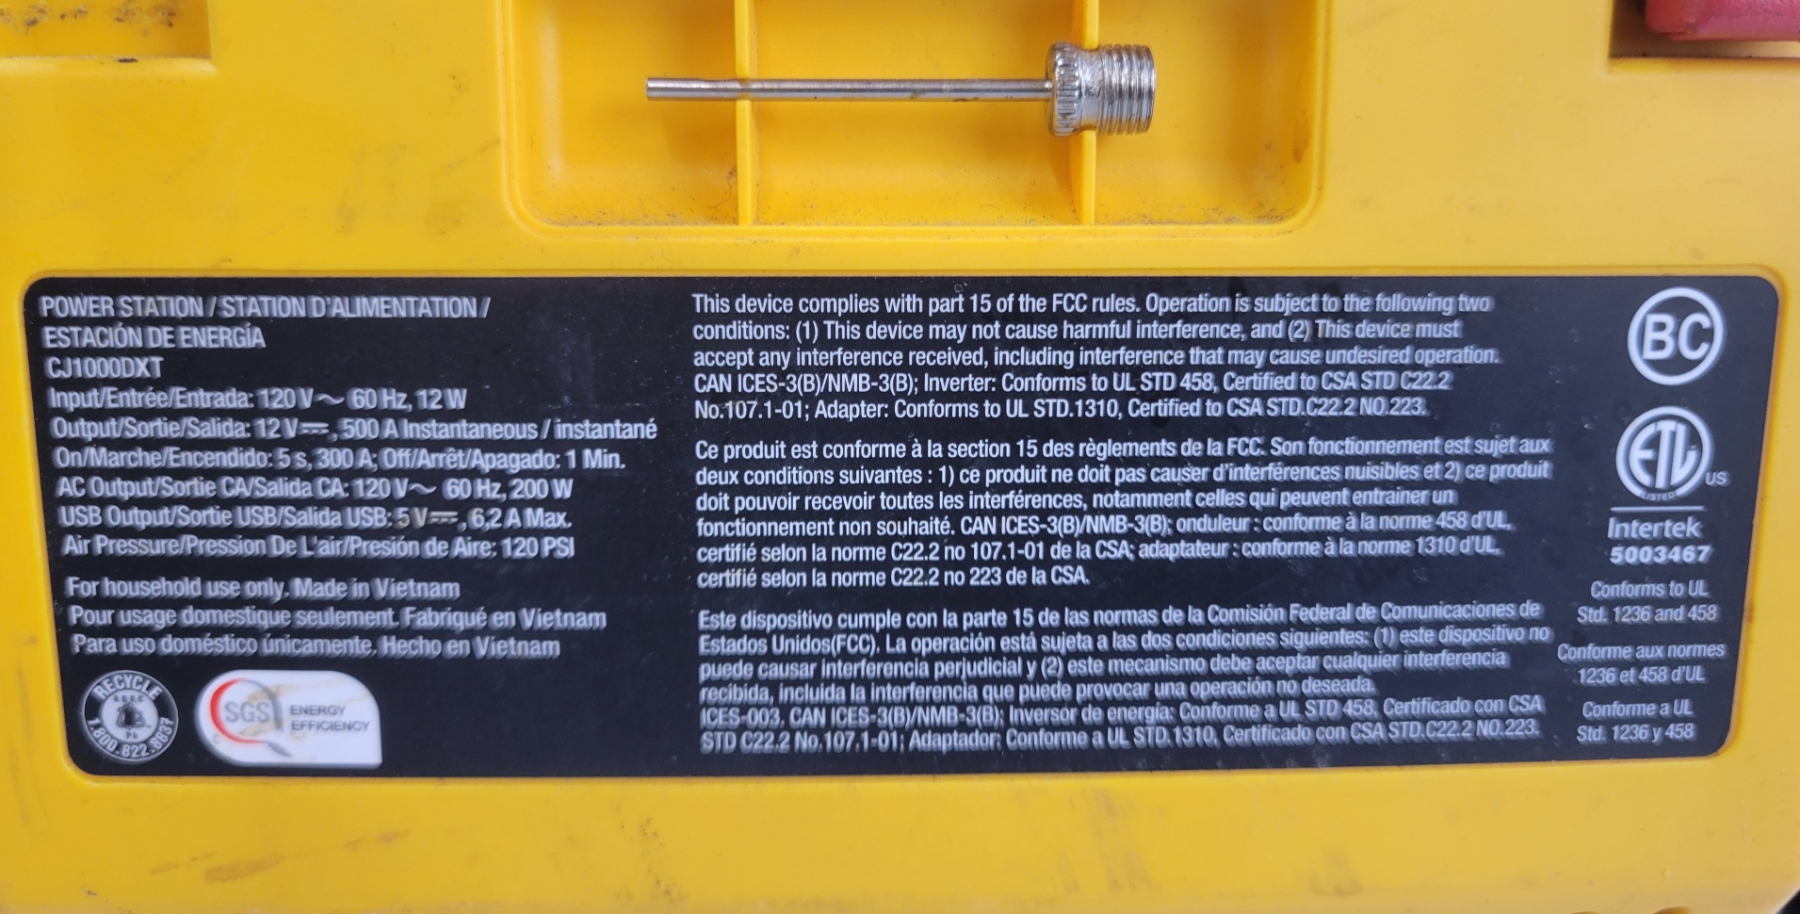 POWER STATION / STATION D'ALIMENTATION /
ESTACIÓN DE ENERGÍA
CJ1000DXT
Input/Entrée/Entrada: 120 V ~ 60 Hz, 12 W
Output/Sortie/Salida: 12 V ⎓, 500 A Instantaneous / instantané
On/Marche/Encendido: 5 s, 300 A; Off/Arrêt/Apagado: 1 Min.
AC Output/Sortie CA/Salida CA: 120 V ~ 60 Hz, 200 W
USB Output/Sortie USB/Salida USB: 5 V ⎓, 6,2 A Max.
Air Pressure/Pression De L'air/Presión de Aire: 120 PSI
For household use only. Made in Vietnam
Pour usage domestique seulement. Fabriqué en Vietnam
Para uso doméstico únicamente. Hecho en Vietnam
RECYCLE
Pb
1.800.822.8837
SGS
ENERGY
EFFICIENCY
This device complies with part 15 of the FCC rules. Operation is subject to the following two
conditions: (1) This device may not cause harmful interference, and (2) This device must
accept any interference received, including interference that may cause undesired operation.
CAN ICES-3(B)/NMB-3(B); Inverter: Conforms to UL STD 458, Certified to CSA STD C22.2
No.107.1-01; Adapter: Conforms to UL STD.1310, Certified to CSA STD.C22.2 NO.223.
Ce produit est conforme à la section 15 des règlements de la FCC. Son fonctionnement est sujet aux
deux conditions suivantes : 1) ce produit ne doit pas causer d'interférences nuisibles et 2) ce produit
doit pouvoir recevoir toutes les interférences, notamment celles qui peuvent entrainer un
fonctionnement non souhaité. CAN ICES-3(B)/NMB-3(B); onduleur : conforme à la norme 458 d'UL,
certifié selon la norme C22.2 no 107.1-01 de la CSA; adaptateur : conforme à la norme 1310 d'UL,
certifié selon la norme C22.2 no 223 de la CSA.
Este dispositivo cumple con la parte 15 de las normas de la Comisión Federal de Comunicaciones de
Estados Unidos(FCC). La operación está sujeta a las dos condiciones siguientes: (1) este dispositivo no
puede causar interferencia perjudicial y (2) este mecanismo debe aceptar cualquier interferencia
recibida, incluida la interferencia que puede provocar una operación no deseada.
ICES-003. CAN ICES-3(B)/NMB-3(B); Inversor de energía: Conforme a UL STD 458, Certificado con CSA
STD C22.2 No.107.1-01; Adaptador: Conforme a UL STD.1310, Certificado con CSA STD.C22.2 NO.223.
BC
ETL
LISTED
US
Intertek
5003467
Conforms to UL
Std. 1236 and 458
Conforme aux normes
1236 et 458 d'UL
Conforme a UL
Std. 1236 y 458